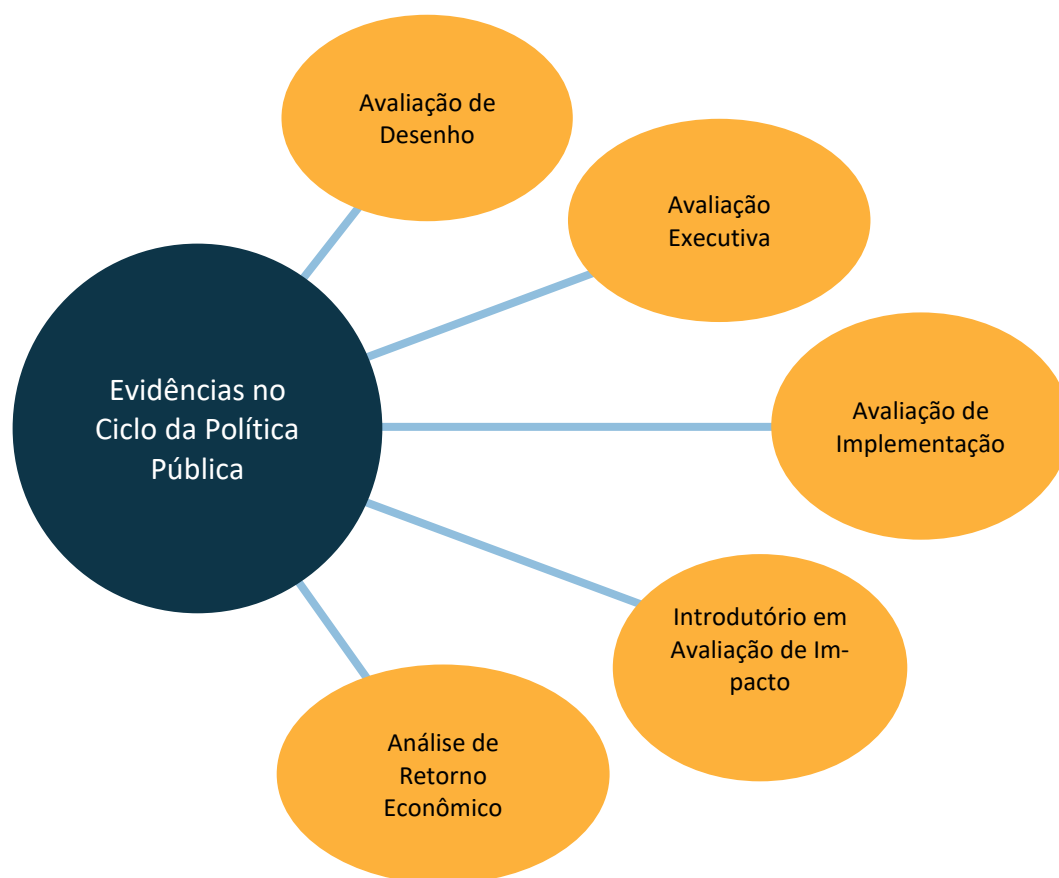 Avaliação de
Desenho
Avaliação
Executiva
Evidências no
Ciclo da Política
Pública
Avaliação de
Implementação
Introdutório em
Avaliação de Im-
pacto
Análise de
Retorno
Econômico